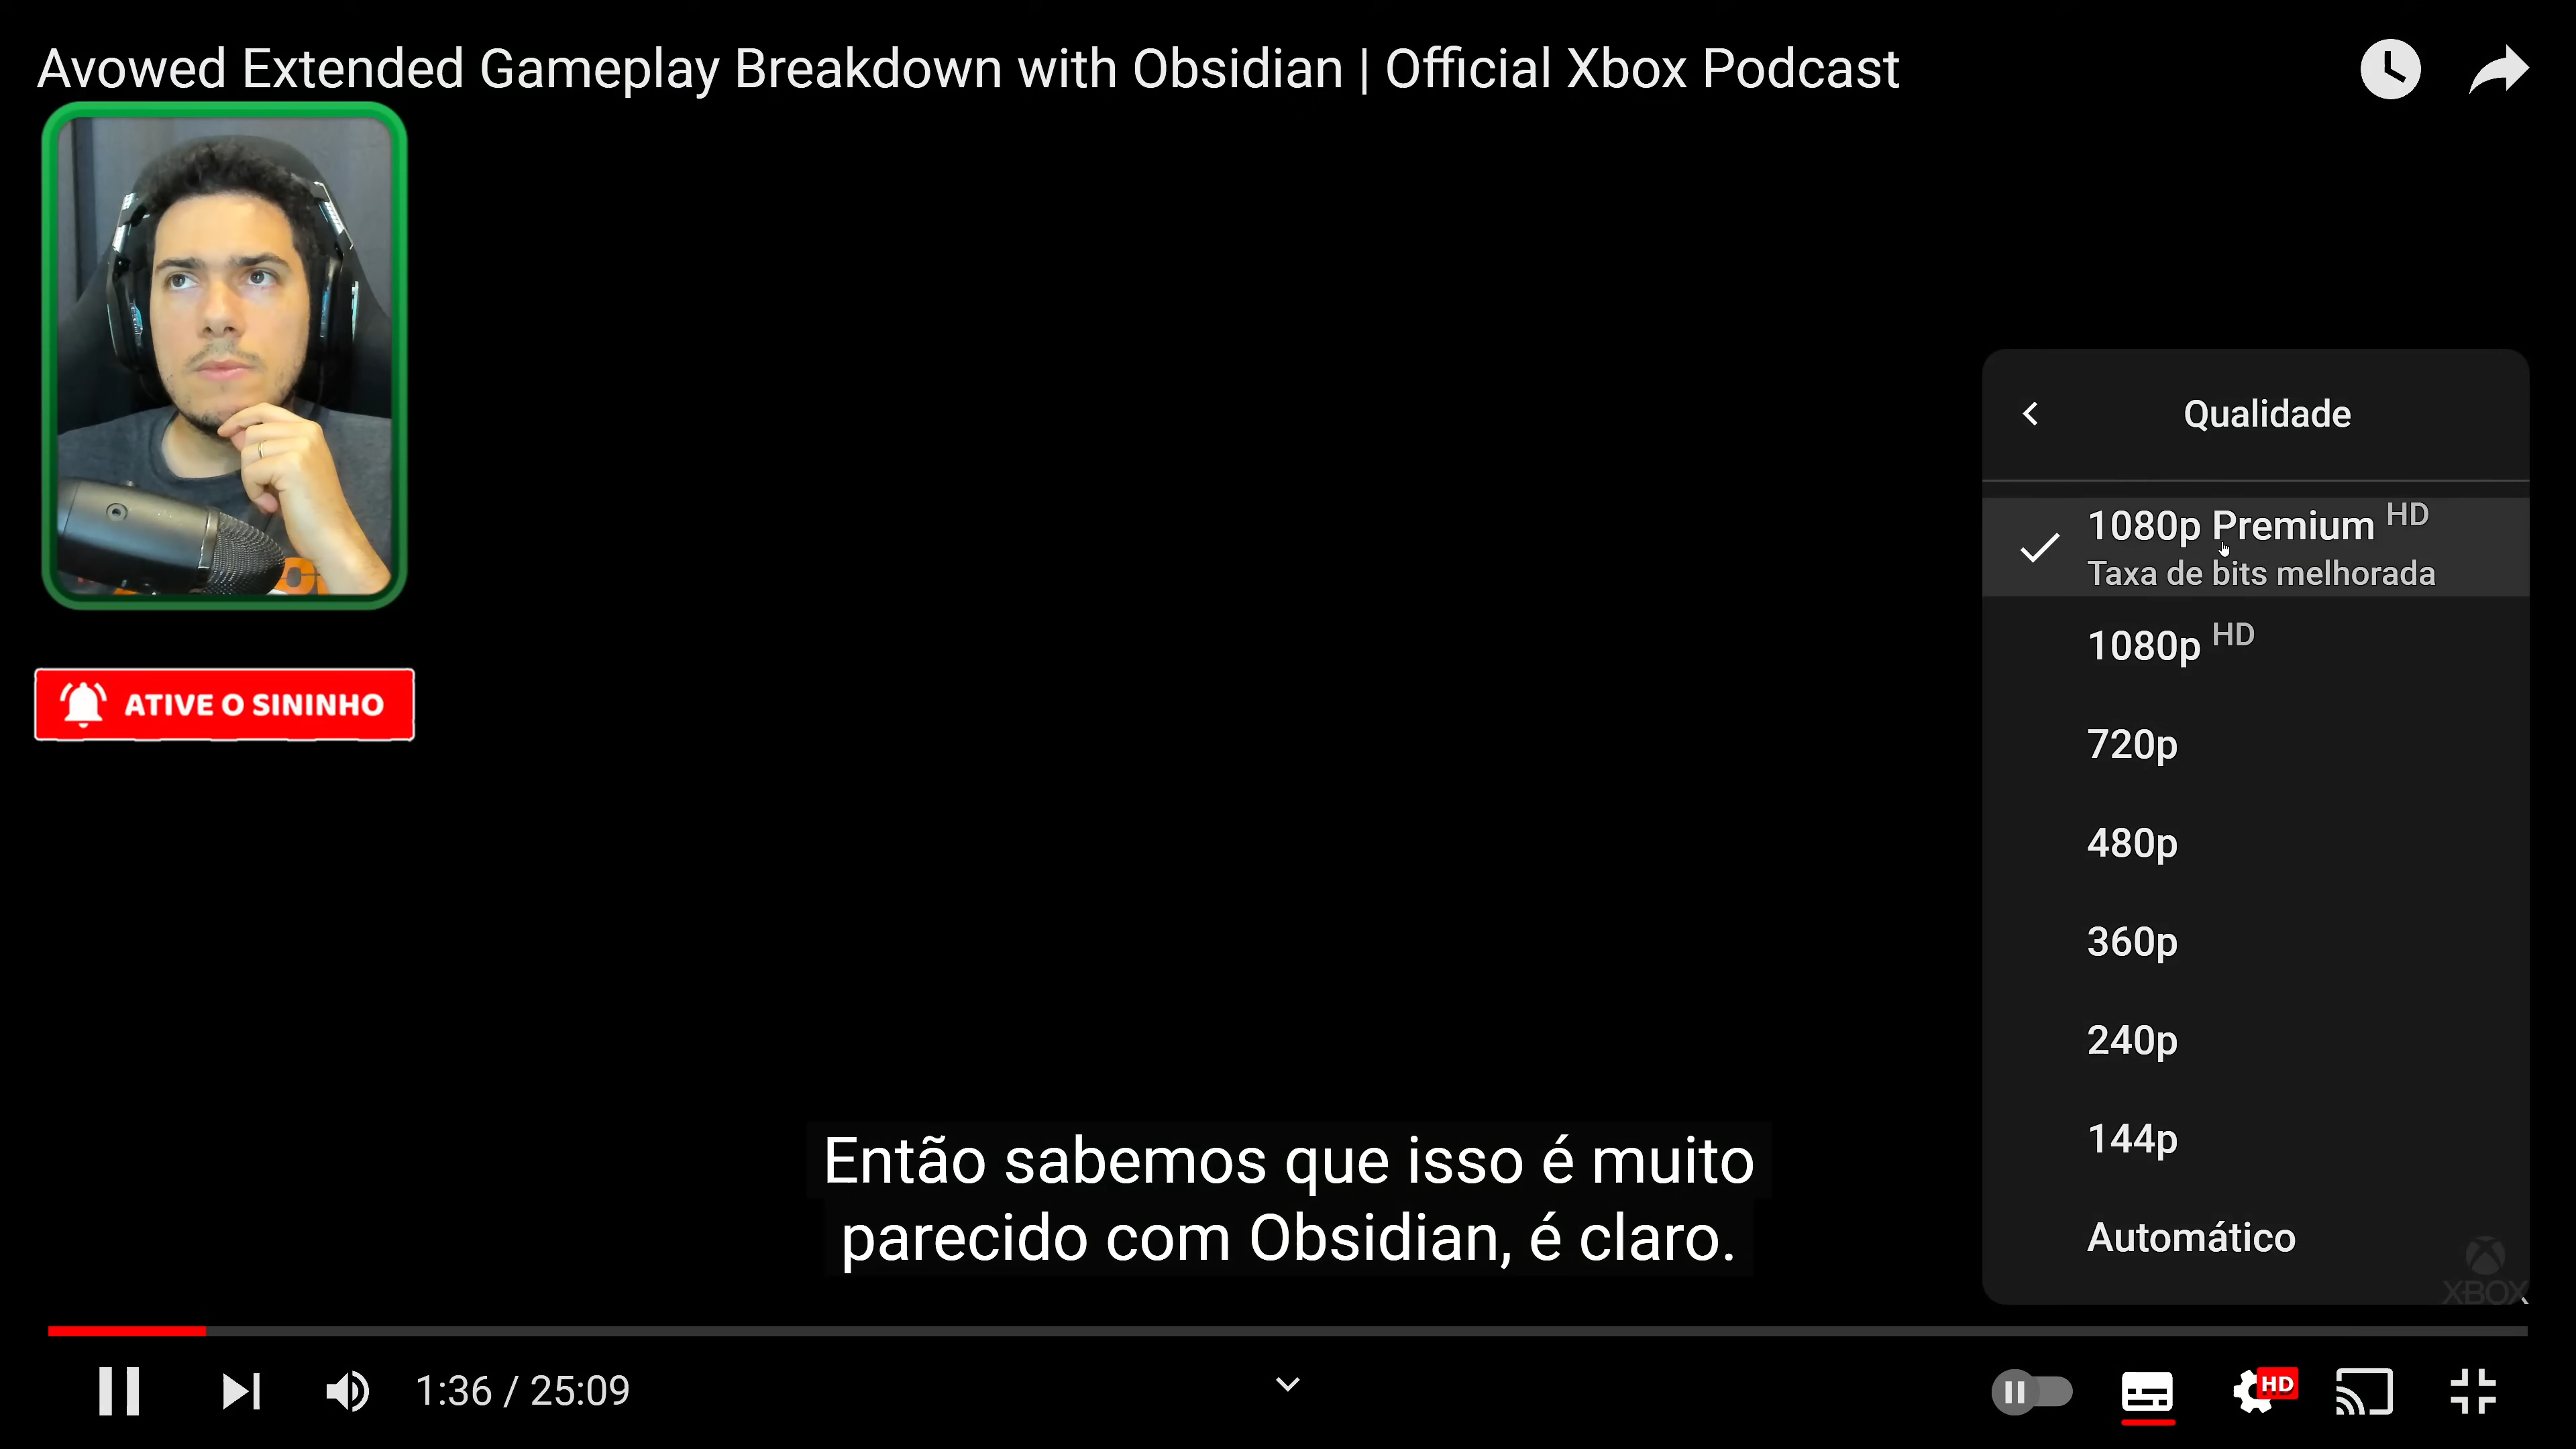 Avowed Extended Gameplay Breakdown with Obsidian | Official Xbox Podcast
ATIVE O SININHO
Qualidade
1080p Premium HD
Taxa de bits melhorada
1080p HD
720p
480p
360p
240p
144p
Automático
XBOX
Então sabemos que isso é muito
parecido com Obsidian, é claro.
1:36 / 25:09
HD